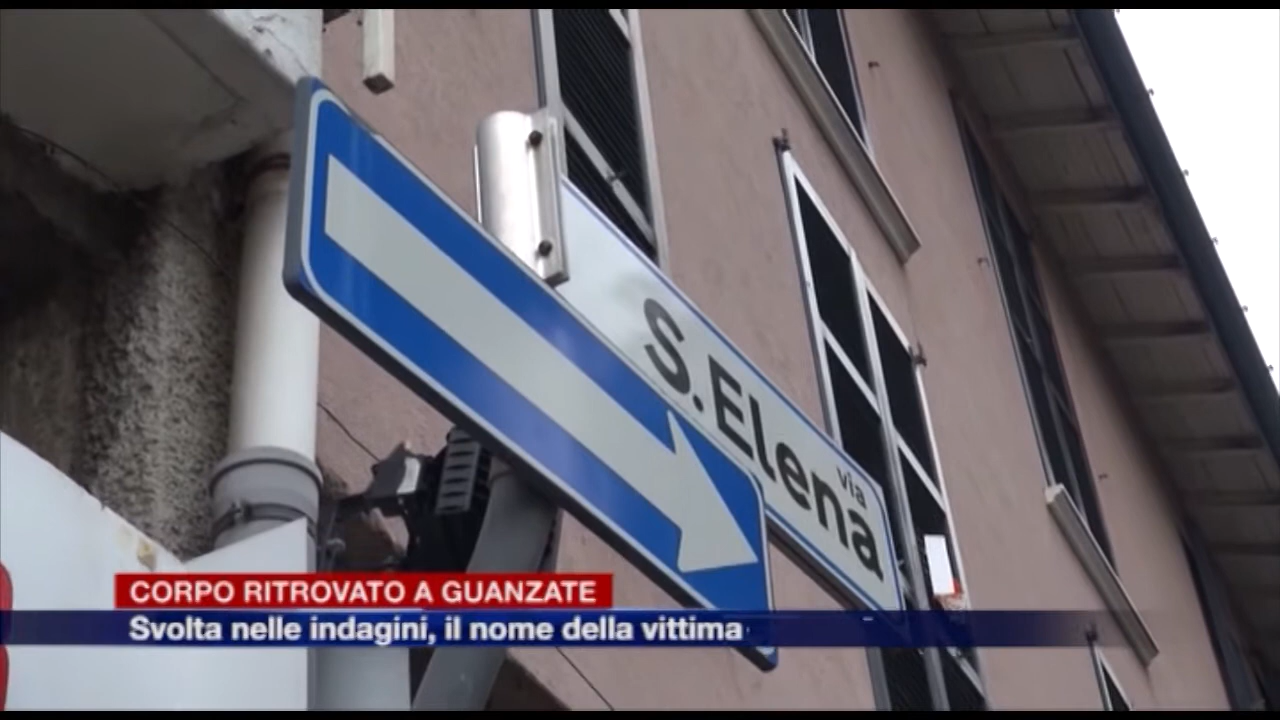 via
S.Elena
CORPO RITROVATO A GUANZATE
Svolta nelle indagini, il nome della vittima